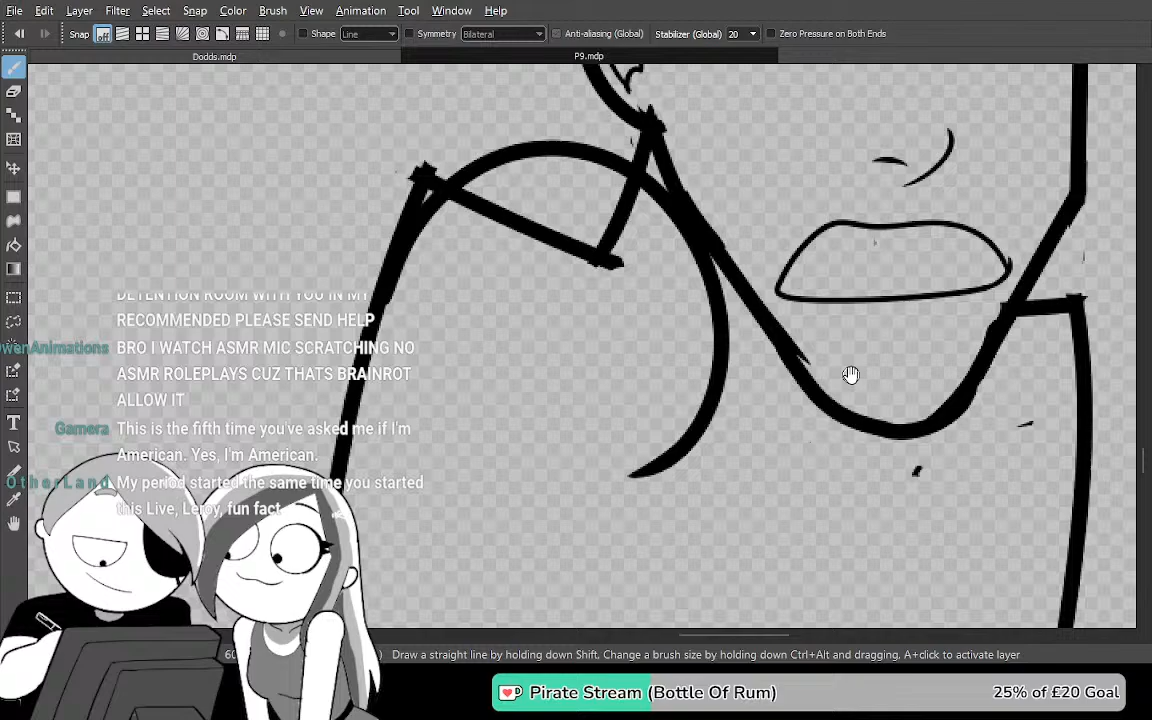 File Edit Layer Filter Select Snap Color Brush View Animation Tool Window Help
Snap off Shape Line Symmetry Bilateral Anti-aliasing (Global) Stabilizer (Global) 20 Zero Pressure on Both Ends
Dodds.mdp P9.mdp
DETENTION ROOM WITH YOU IN MY
RECOMMENDED PLEASE SEND HELP
wenAnimations BRO I WATCH ASMR MIC SCRATCHING NO
ASMR ROLEPLAYS CUZ THATS BRAINROT
ALLOW IT
Gamera This is the fifth time you've asked me if I'm
American. Yes, I'm American.
OtherLand My period started the same time you started
this Live, Leroy, fun fact
Draw a straight line by holding down Shift, Change a brush size by holding down Ctrl+Alt and dragging, A+click to activate layer
Pirate Stream (Bottle Of Rum) 25% of £20 Goal